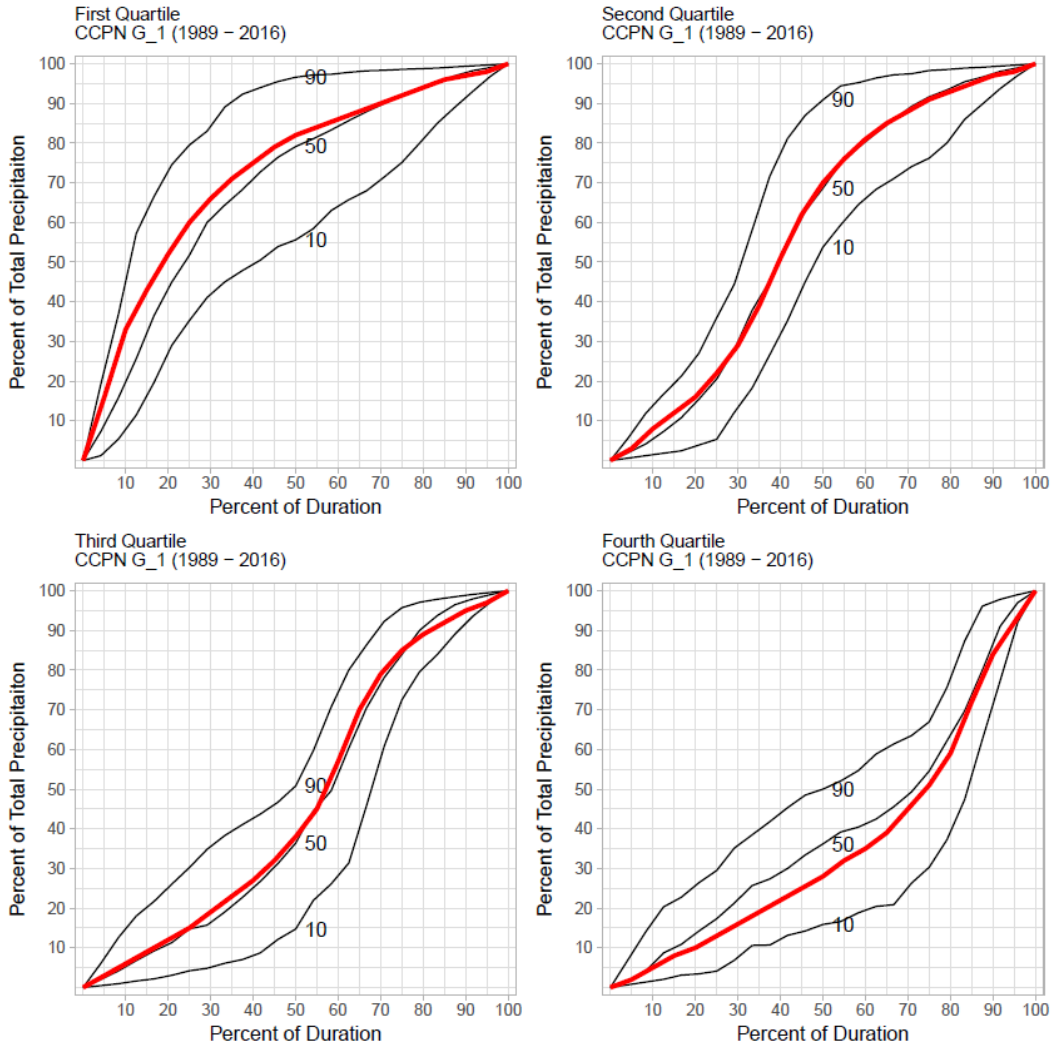 First Quartile
CCPN G_1 (1989 − 2016)
100
90
80
70
60
50
40
30
20
10
Percent of Total Precipitaiton
90
50
10
10 20 30 40 50 60 70 80 90 100
Percent of Duration
Second Quartile
CCPN G_1 (1989 − 2016)
100
90
80
70
60
50
40
30
20
10
Percent of Total Precipitaiton
90
50
10
10 20 30 40 50 60 70 80 90 100
Percent of Duration
Third Quartile
CCPN G_1 (1989 − 2016)
100
90
80
70
60
50
40
30
20
10
Percent of Total Precipitaiton
90
50
10
10 20 30 40 50 60 70 80 90 100
Percent of Duration
Fourth Quartile
CCPN G_1 (1989 − 2016)
100
90
80
70
60
50
40
30
20
10
Percent of Total Precipitaiton
90
50
10
10 20 30 40 50 60 70 80 90 100
Percent of Duration